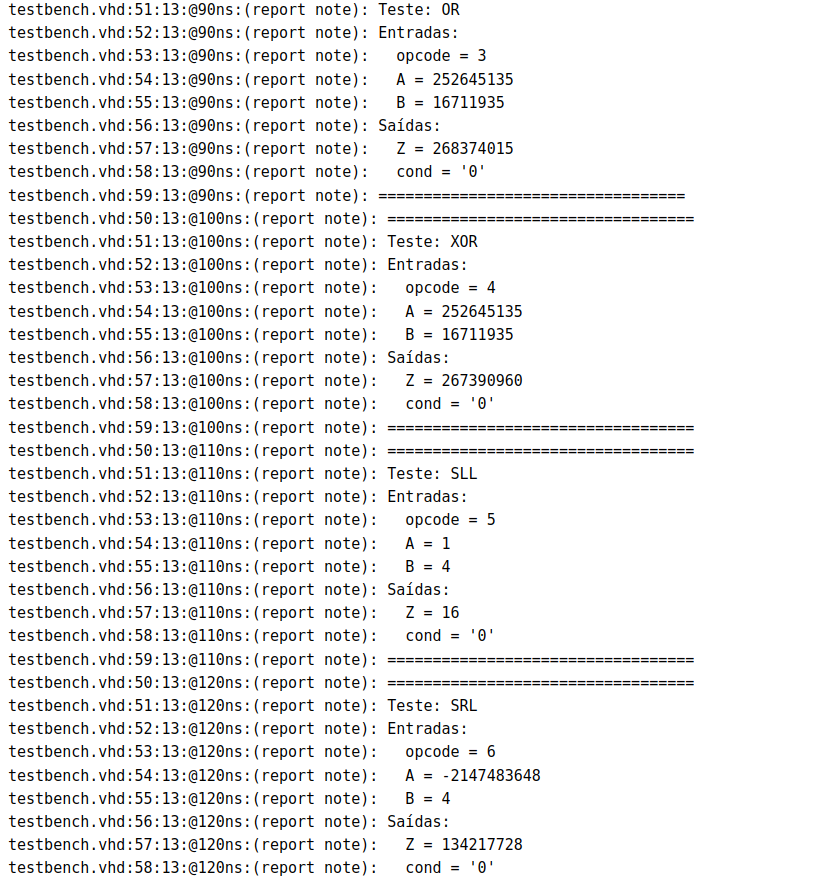 testbench.vhd:51:13:@90ns:(report note): Teste: OR
testbench.vhd:52:13:@90ns:(report note): Entradas:
testbench.vhd:53:13:@90ns:(report note):   opcode = 3
testbench.vhd:54:13:@90ns:(report note):   A = 252645135
testbench.vhd:55:13:@90ns:(report note):   B = 16711935
testbench.vhd:56:13:@90ns:(report note): Saídas:
testbench.vhd:57:13:@90ns:(report note):   Z = 268374015
testbench.vhd:58:13:@90ns:(report note):   cond = '0'
testbench.vhd:59:13:@90ns:(report note): ==================================
testbench.vhd:50:13:@100ns:(report note): ==================================
testbench.vhd:51:13:@100ns:(report note): Teste: XOR
testbench.vhd:52:13:@100ns:(report note): Entradas:
testbench.vhd:53:13:@100ns:(report note):   opcode = 4
testbench.vhd:54:13:@100ns:(report note):   A = 252645135
testbench.vhd:55:13:@100ns:(report note):   B = 16711935
testbench.vhd:56:13:@100ns:(report note): Saídas:
testbench.vhd:57:13:@100ns:(report note):   Z = 267390960
testbench.vhd:58:13:@100ns:(report note):   cond = '0'
testbench.vhd:59:13:@100ns:(report note): ==================================
testbench.vhd:50:13:@110ns:(report note): ==================================
testbench.vhd:51:13:@110ns:(report note): Teste: SLL
testbench.vhd:52:13:@110ns:(report note): Entradas:
testbench.vhd:53:13:@110ns:(report note):   opcode = 5
testbench.vhd:54:13:@110ns:(report note):   A = 1
testbench.vhd:55:13:@110ns:(report note):   B = 4
testbench.vhd:56:13:@110ns:(report note): Saídas:
testbench.vhd:57:13:@110ns:(report note):   Z = 16
testbench.vhd:58:13:@110ns:(report note):   cond = '0'
testbench.vhd:59:13:@110ns:(report note): ==================================
testbench.vhd:50:13:@120ns:(report note): ==================================
testbench.vhd:51:13:@120ns:(report note): Teste: SRL
testbench.vhd:52:13:@120ns:(report note): Entradas:
testbench.vhd:53:13:@120ns:(report note):   opcode = 6
testbench.vhd:54:13:@120ns:(report note):   A = -2147483648
testbench.vhd:55:13:@120ns:(report note):   B = 4
testbench.vhd:56:13:@120ns:(report note): Saídas:
testbench.vhd:57:13:@120ns:(report note):   Z = 134217728
testbench.vhd:58:13:@120ns:(report note):   cond = '0'